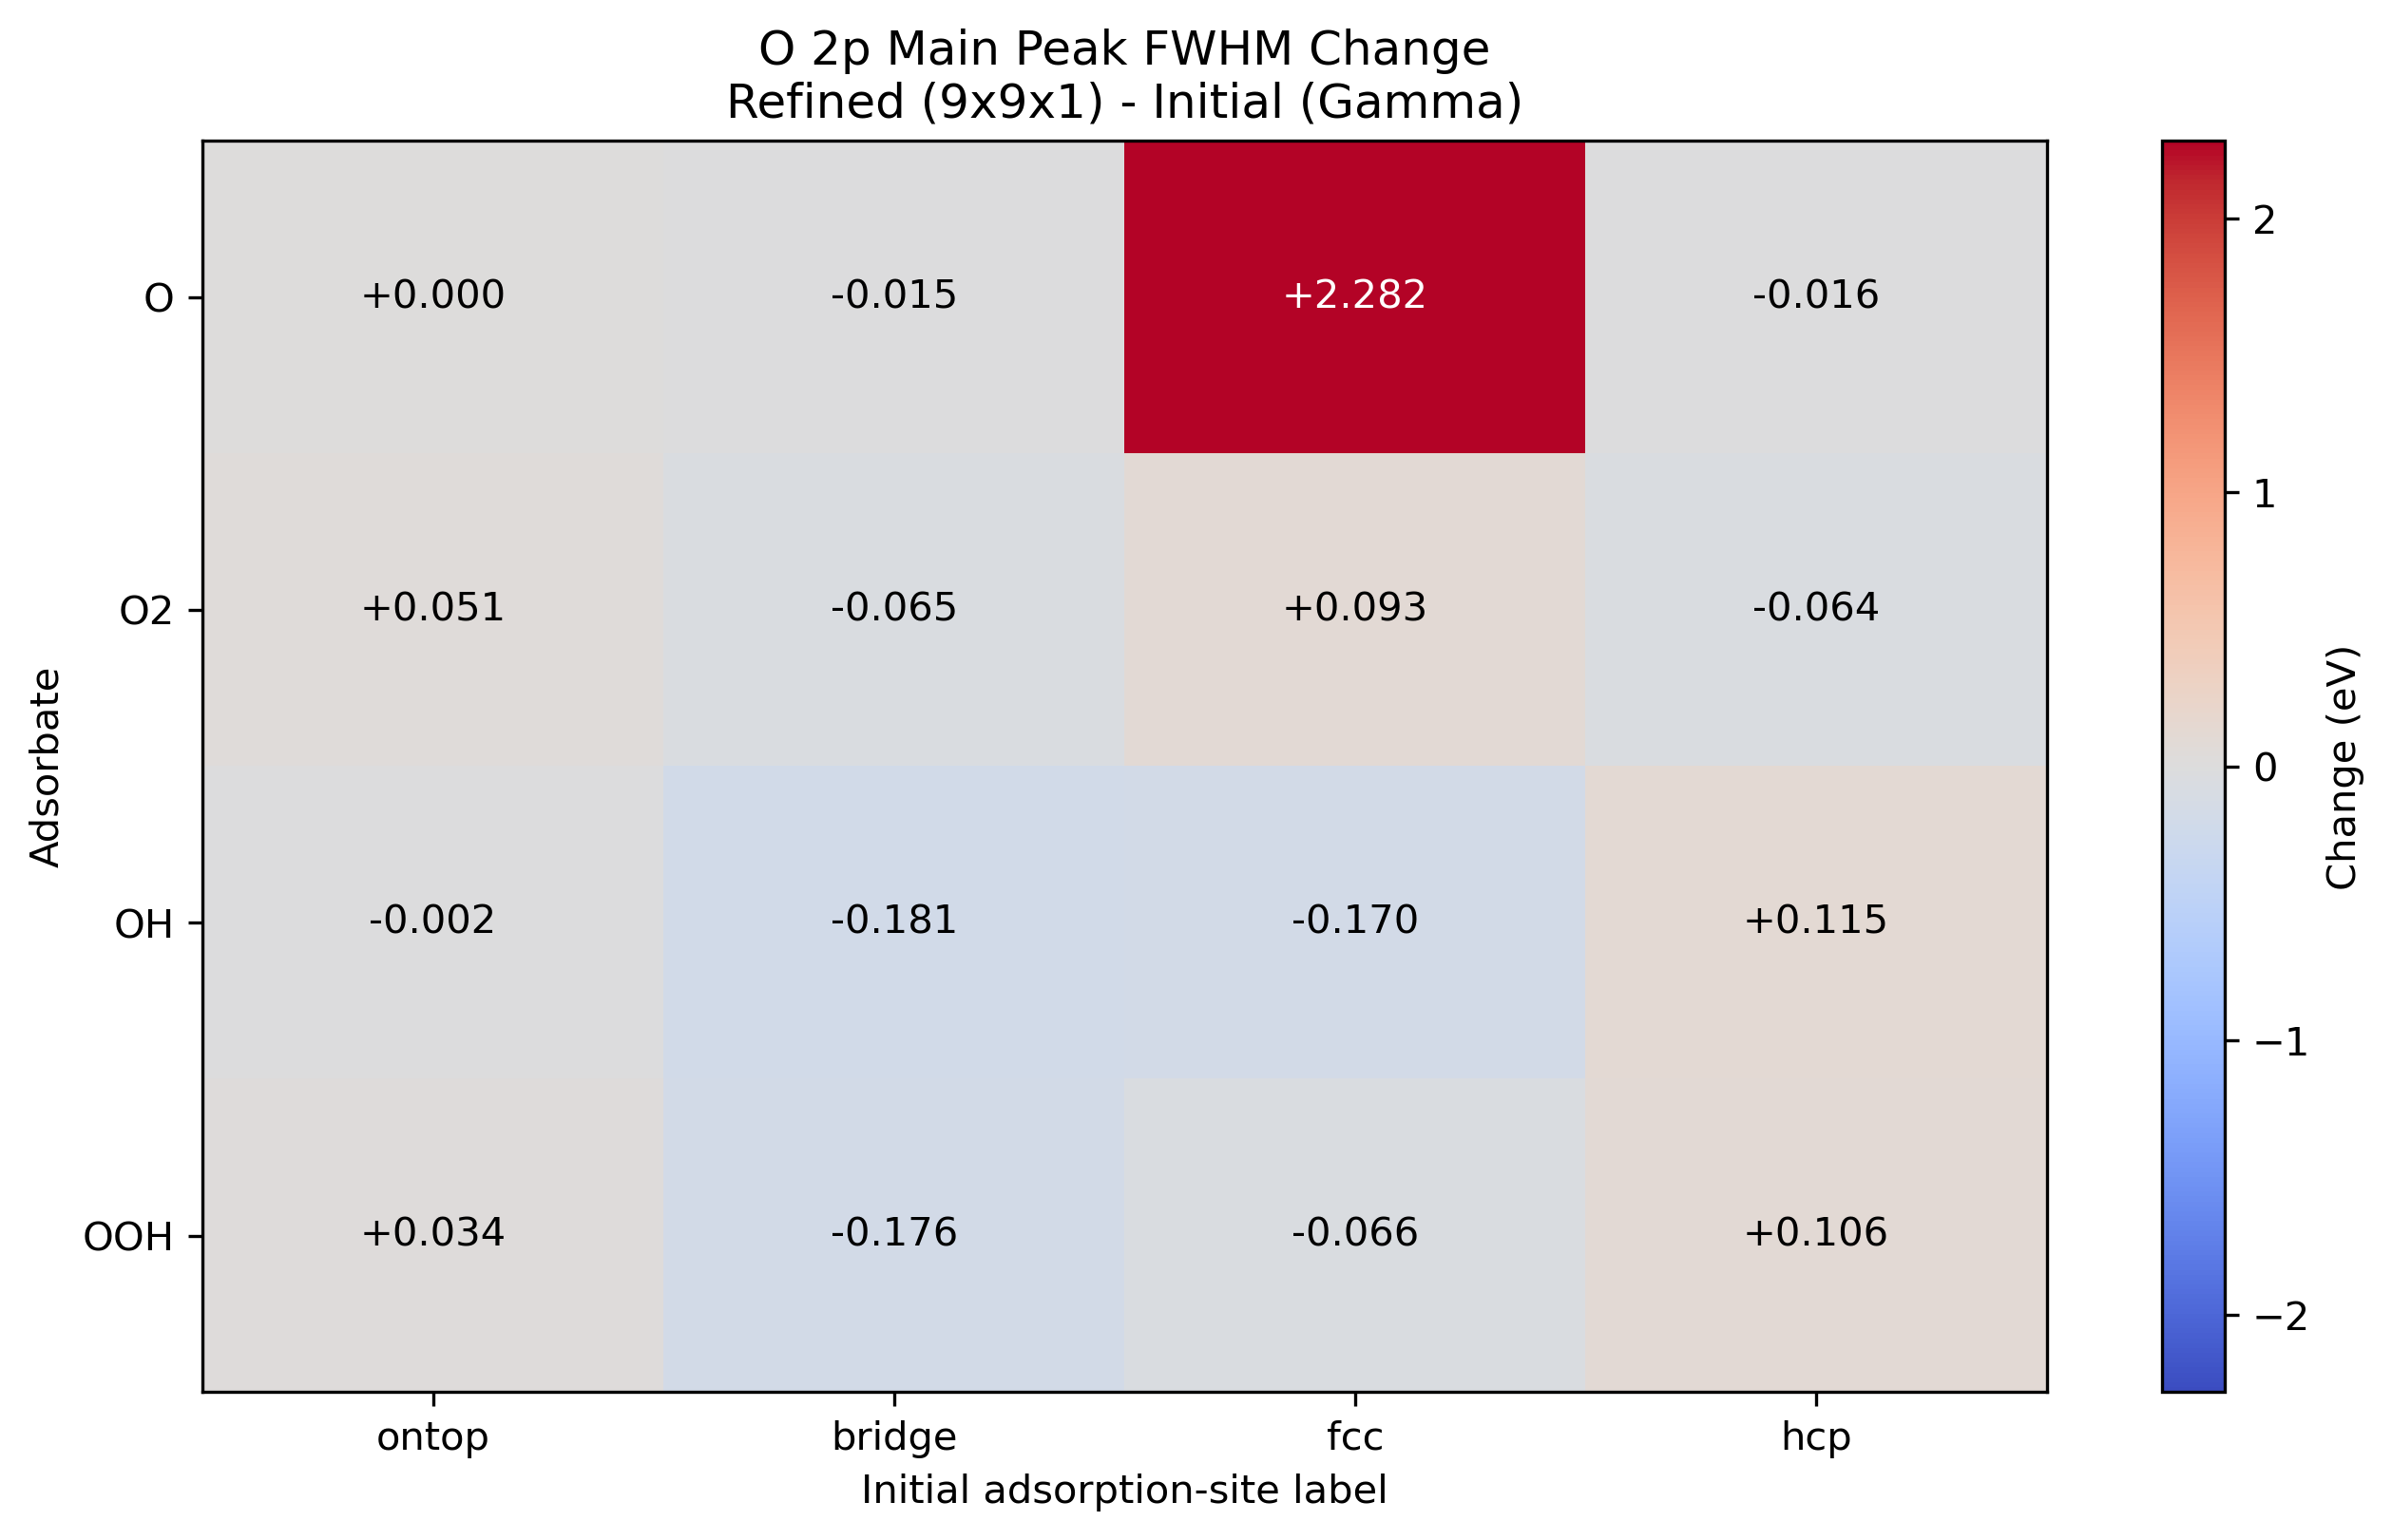 O 2p Main Peak FWHM Change
Refined (9x9x1) - Initial (Gamma)
Adsorbate
O
+0.000
-0.015
+2.282
-0.016
O2
+0.051
-0.065
+0.093
-0.064
OH
-0.002
-0.181
-0.170
+0.115
OOH
+0.034
-0.176
-0.066
+0.106
ontop
bridge
fcc
hcp
Initial adsorption-site label
2
1
0
−1
−2
Change (eV)